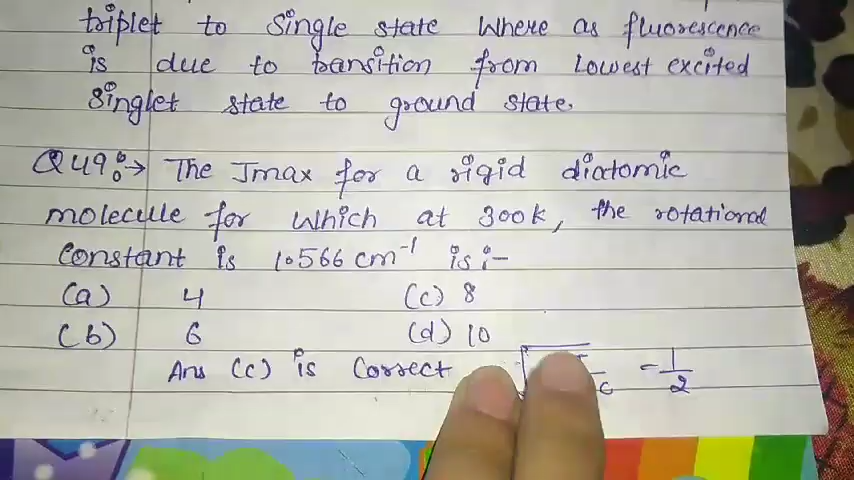 triplet to single state where as fluorescence
is due to transition from lowest excited
singlet state to ground state.
Q49:→ The Jmax for a rigid diatomic
molecule for which at 300k, the rotational
constant is 1.566 cm⁻¹ is :-
(a) 4 (c) 8
(b) 6 (d) 10
Ans (c) is correct - 1/2